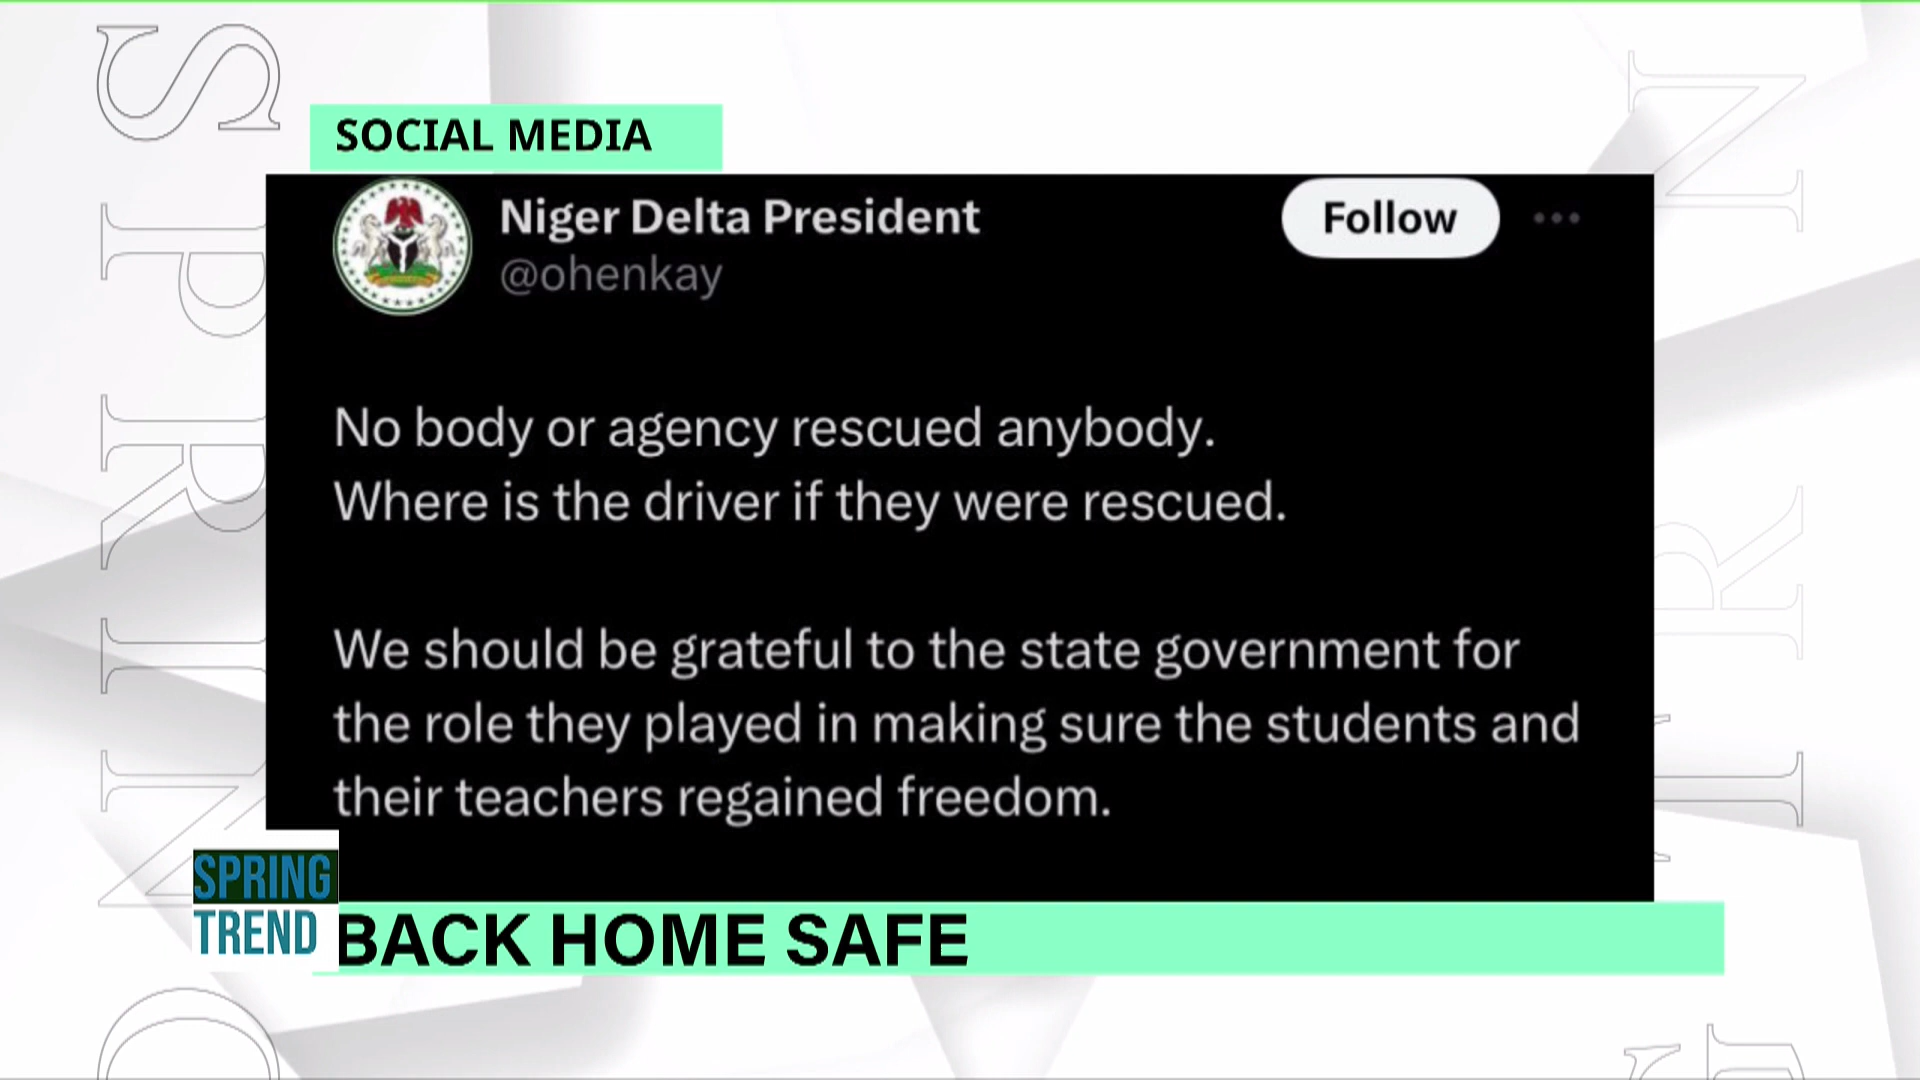 SOCIAL MEDIA
Niger Delta President
@ohenkay
Follow
No body or agency rescued anybody.
Where is the driver if they were rescued.
We should be grateful to the state government for
the role they played in making sure the students and
their teachers regained freedom.
SPRING
TREND
BACK HOME SAFE